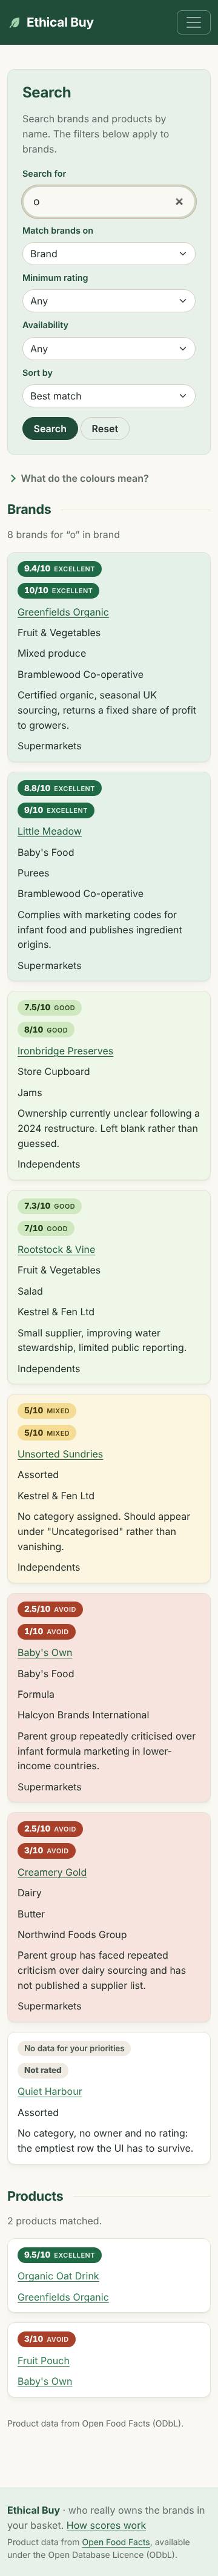 Ethical Buy
Search
Search brands and products by
name. The filters below apply to
brands.
Search for
o
Match brands on
Brand
Minimum rating
Any
Availability
Any
Sort by
Best match
Search Reset
What do the colours mean?
Brands
8 brands for “o” in brand
9.4/10 EXCELLENT
10/10 EXCELLENT
Greenfields Organic
Fruit & Vegetables
Mixed produce
Bramblewood Co-operative
Certified organic, seasonal UK
sourcing, returns a fixed share of profit
to growers.
Supermarkets
8.8/10 EXCELLENT
9/10 EXCELLENT
Little Meadow
Baby's Food
Purees
Bramblewood Co-operative
Complies with marketing codes for
infant food and publishes ingredient
origins.
Supermarkets
7.5/10 GOOD
8/10 GOOD
Ironbridge Preserves
Store Cupboard
Jams
Ownership currently unclear following a
2024 restructure. Left blank rather than
guessed.
Independents
7.3/10 GOOD
7/10 GOOD
Rootstock & Vine
Fruit & Vegetables
Salad
Kestrel & Fen Ltd
Small supplier, improving water
stewardship, limited public reporting.
Independents
5/10 MIXED
5/10 MIXED
Unsorted Sundries
Assorted
Kestrel & Fen Ltd
No category assigned. Should appear
under "Uncategorised" rather than
vanishing.
Independents
2.5/10 AVOID
1/10 AVOID
Baby's Own
Baby's Food
Formula
Halcyon Brands International
Parent group repeatedly criticised over
infant formula marketing in lower-
income countries.
Supermarkets
2.5/10 AVOID
3/10 AVOID
Creamery Gold
Dairy
Butter
Northwind Foods Group
Parent group has faced repeated
criticism over dairy sourcing and has
not published a supplier list.
Supermarkets
No data for your priorities
Not rated
Quiet Harbour
Assorted
No category, no owner and no rating:
the emptiest row the UI has to survive.
Products
2 products matched.
9.5/10 EXCELLENT
Organic Oat Drink
Greenfields Organic
3/10 AVOID
Fruit Pouch
Baby's Own
Product data from Open Food Facts (ODbL).
Ethical Buy · who really owns the brands in
your basket. How scores work
Product data from Open Food Facts, available
under the Open Database Licence (ODbL).